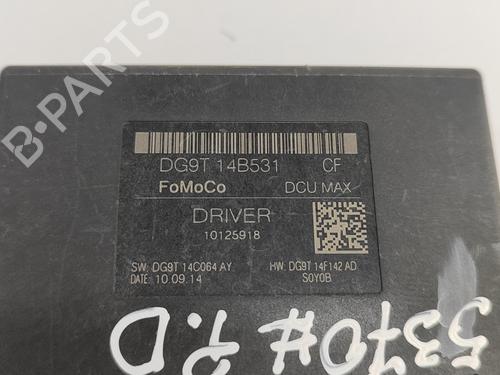 B-PARTS
DG9T 14B531 CF
FoMoCo DCU MAX
DRIVER
10125918
SW: DG9T 14C064 AY HW: DG9T 14F142 AD
DATE: 10.09.14 S0Y0B
5370# P.D